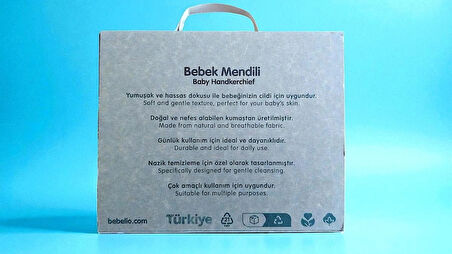 Bebek Mendili
Baby Handkerchief
Yumuşak ve hassas dokusu ile bebeğinizin cildi için uygundur.
Soft and gentle texture, perfect for your baby's skin.
Doğal ve nefes alabilen kumaştan üretilmiştir.
Made from natural and breathable fabric.
Günlük kullanım için ideal ve dayanıklıdır.
Durable and ideal for daily use.
Nazik temizleme için özel olarak tasarlanmıştır.
Specifically designed for gentle cleansing.
Çok amaçlı kullanım için uygundur.
Suitable for multiple purposes.
bebelio.com
Türkiye